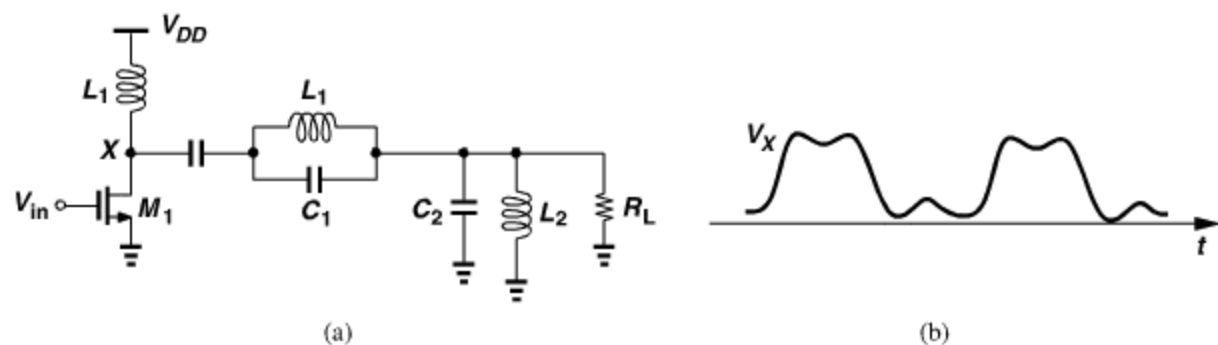 V_DD
L_1
L_1
X
C_1
V_in
M_1
C_2
L_2
R_L
V_X
t
(a)
(b)